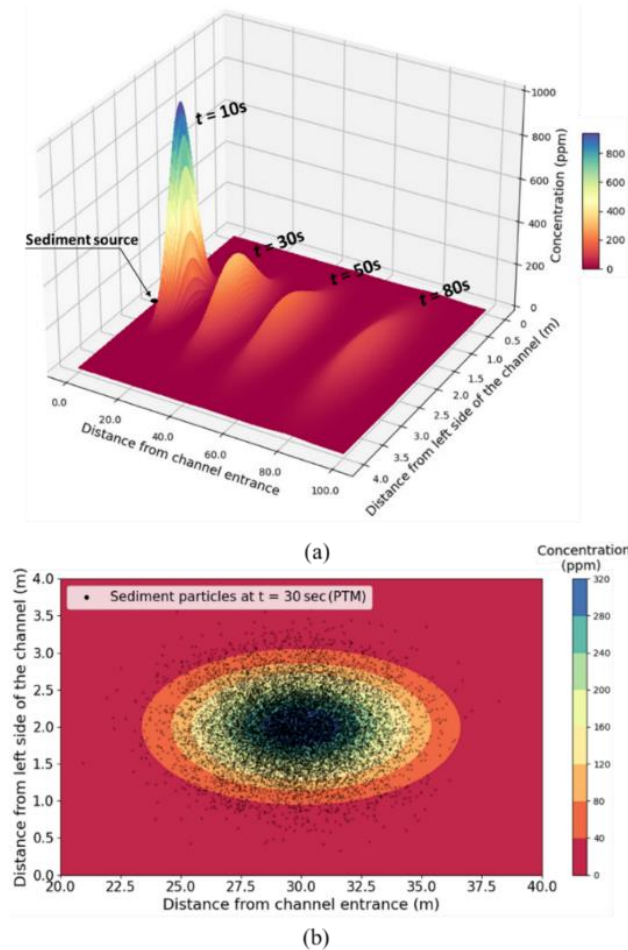 t = 10s
Sediment source
t = 30s
t = 50s
t = 80s
1000
800
600
400
200
0
Concentration (ppm)
800
600
400
200
0
0.0
20.0
40.0
60.0
80.0
100.0
Distance from channel entrance
0
0.5
1.0
1.5
2.0
2.5
3.0
3.5
4.0
Distance from left side of the channel (m)
(a)
Concentration
(ppm)
Sediment particles at t = 30 sec (PTM)
4.0
3.5
3.0
2.5
2.0
1.5
1.0
0.5
0.0
Distance from left side of the channel (m)
20.0 22.5 25.0 27.5 30.0 32.5 35.0 37.5 40.0
Distance from channel entrance (m)
320
280
240
200
160
120
80
40
0
(b)